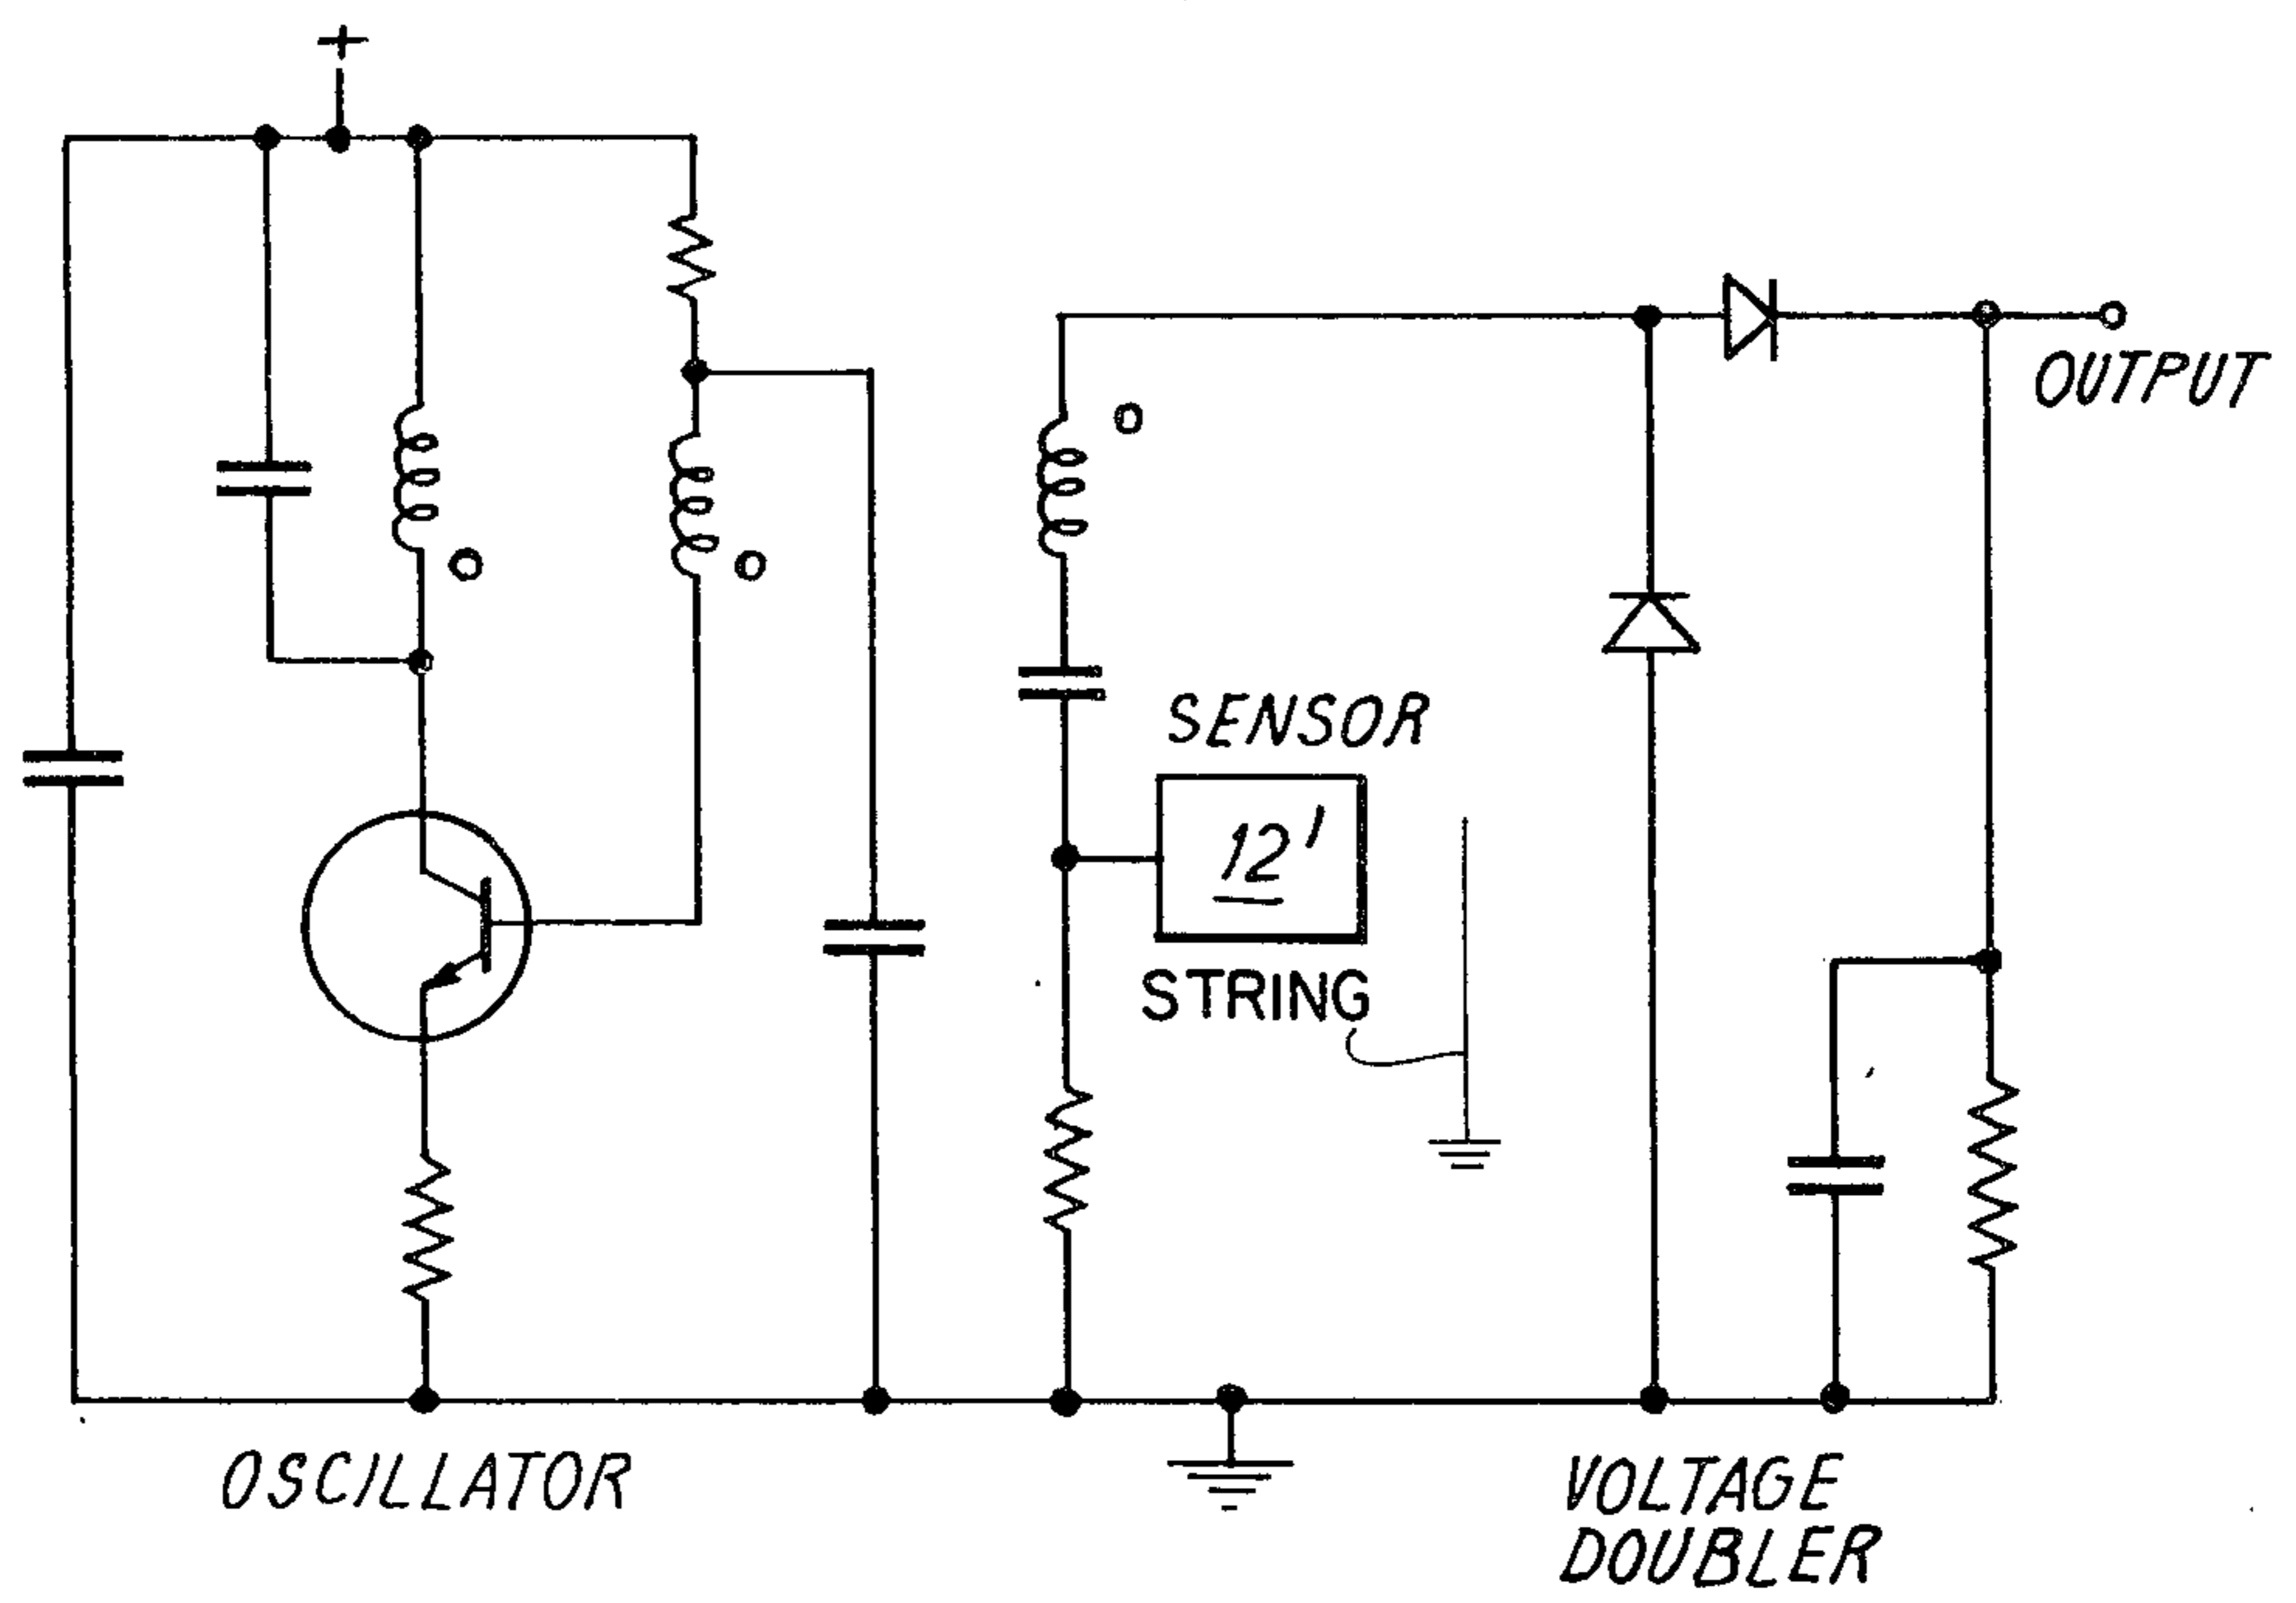 +
OUTPUT
SENSOR
12'
STRING
OSCILLATOR
VOLTAGE
DOUBLER